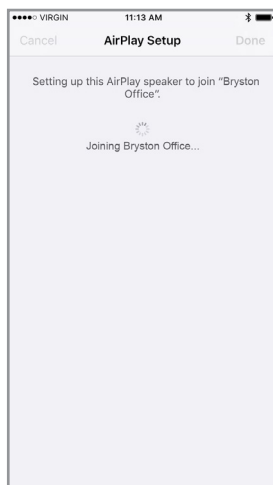 VIRGIN 11:13 AM
Cancel AirPlay Setup Done
Setting up this AirPlay speaker to join “Bryston
Office”.
Joining Bryston Office...